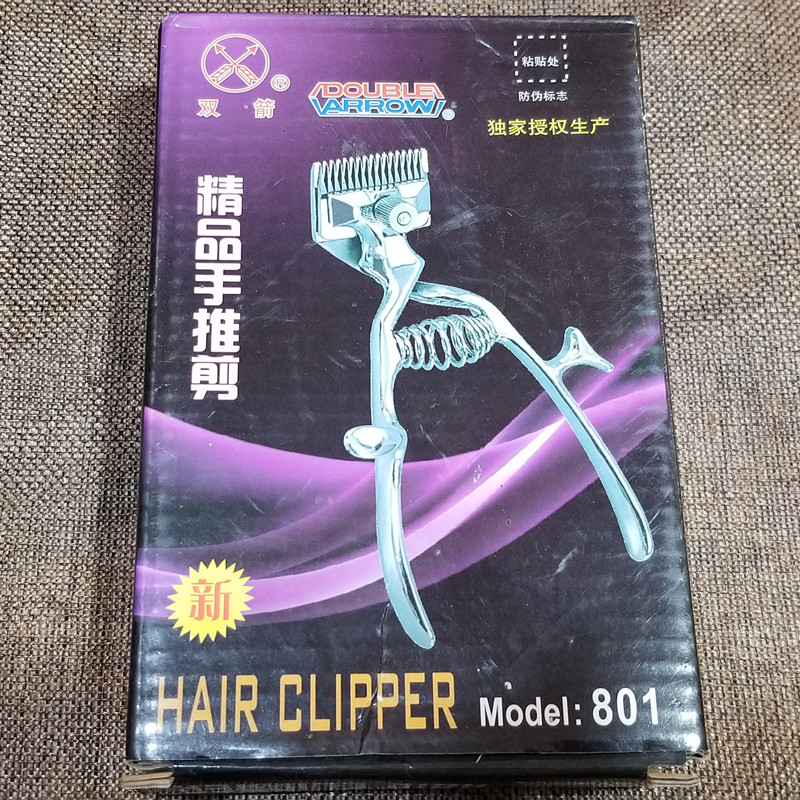 双 箭 ®
DOUBLE
ARROW ®
粘贴处
防伪标志
独家授权生产
精品手推剪
新
HAIR CLIPPER
Model: 801